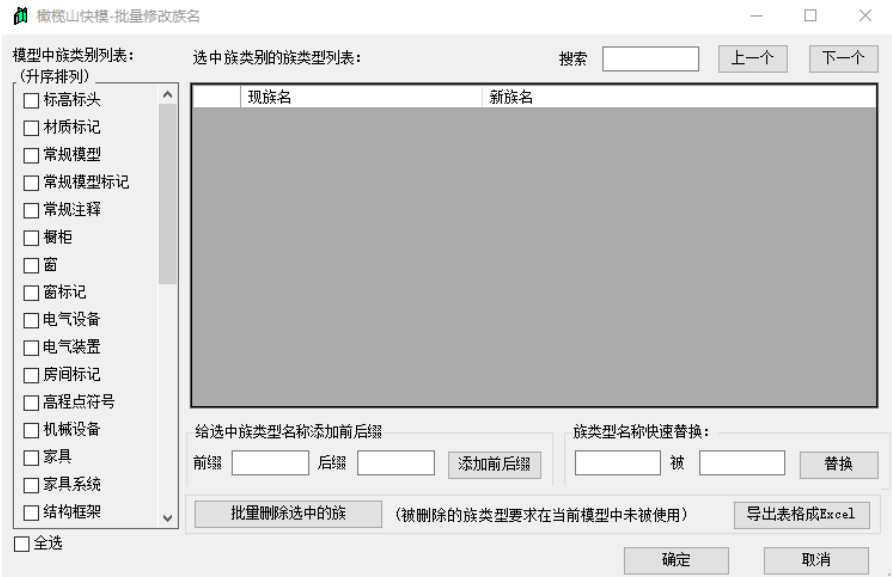 橄榄山快模-批量修改族名
模型中族类别列表:
(升序排列)
选中族类别的族类型列表:
搜索
上一个
下一个
标高标头
材质标记
常规模型
常规模型标记
常规注释
橱柜
窗
窗标记
电气设备
电气装置
房间标记
高程点符号
机械设备
家具
家具系统
结构框架
全选
现族名 新族名
给选中族类型名称添加前后缀
前缀 后缀 添加前后缀
族类型名称快速替换:
被 替换
批量删除选中的族 (被删除的族类型要求在当前模型中未被使用) 导出表格成Excel
确定 取消